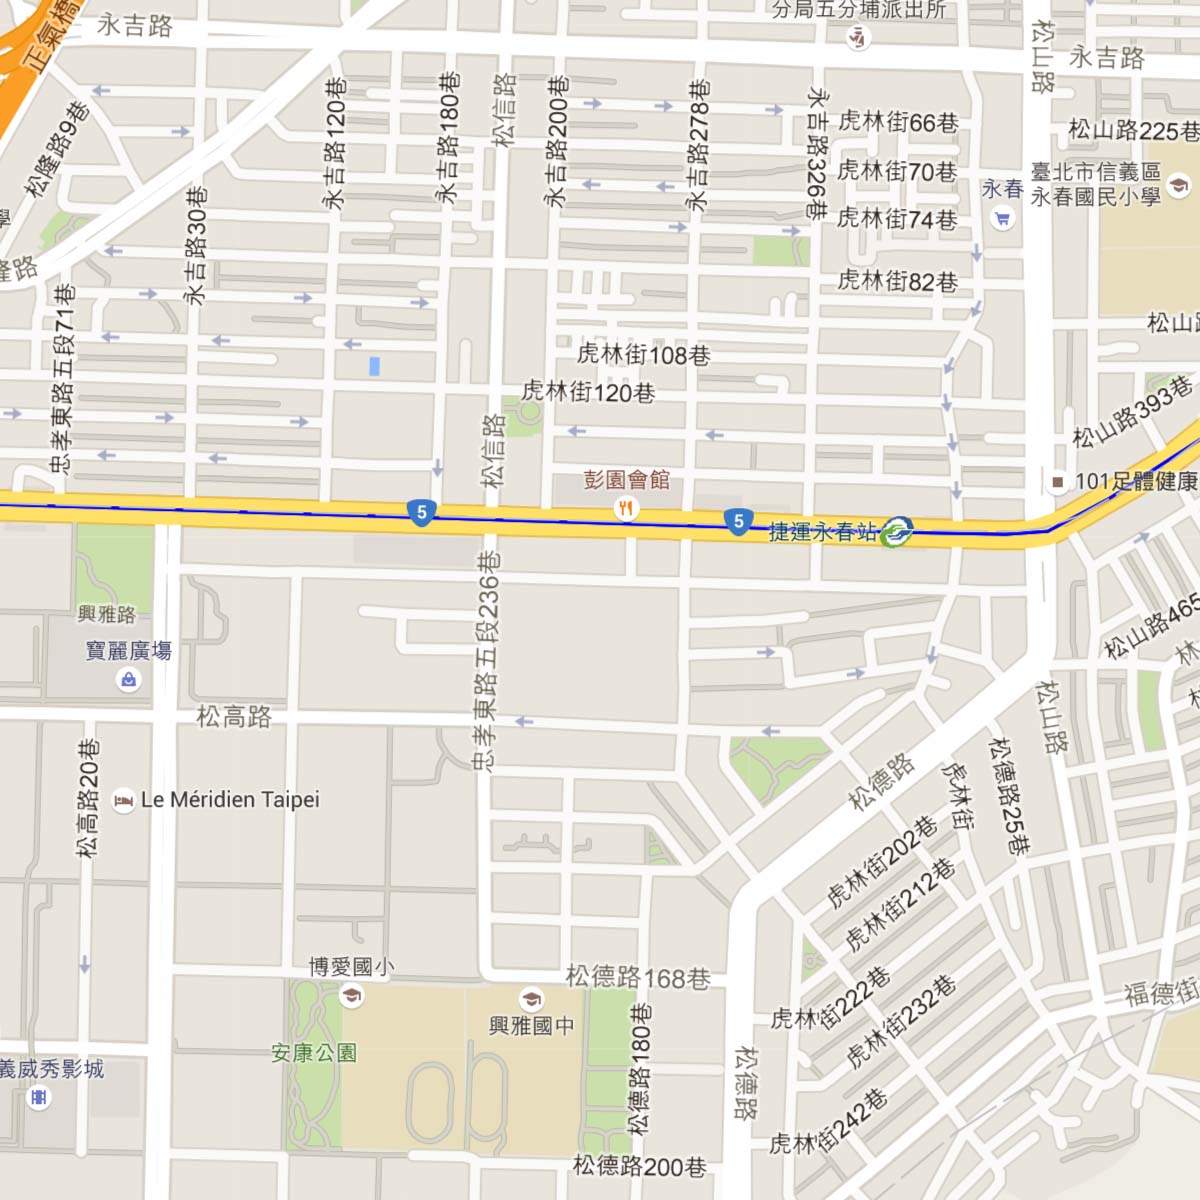 分局五分埔派出所
永吉路
正氣橋
松山路
永吉路
松隆路9巷
永吉路120巷
永吉路180巷
松信路
永吉路200巷
永吉路278巷
永吉路326巷
虎林街66巷
松山路225巷
虎林街70巷
臺北市信義區
永春國民小學
永春
虎林街74巷
學
永吉路30巷
隆路
虎林街82巷
忠孝東路五段71巷
松山路
虎林街108巷
虎林街120巷
松山路393巷
松信路
彭園會館
101足體健康
5
5
捷運永春站
忠孝東路五段236巷
興雅路
寶麗廣塲
松山路465
林
松高路
松山路
松高路20巷
Le Méridien Taipei
松德路
虎林街
松德路25巷
虎林街202巷
虎林街212巷
博愛國小
松德路168巷
虎林街222巷
虎林街232巷
福德街
興雅國中
安康公園
松德路180巷
松德路
義威秀影城
虎林街242巷
松德路200巷